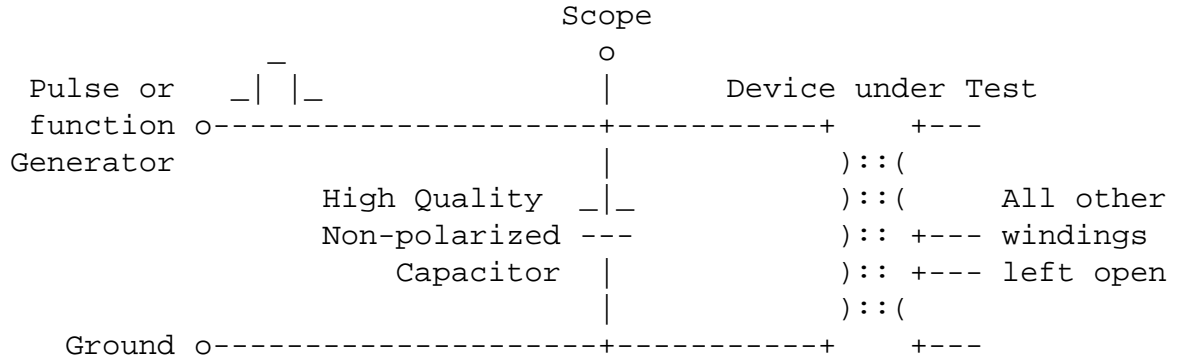 Scope
              _                 o
 Pulse or   _| |_               |      Device under Test
 function o---------------------+-----------+    +---
Generator                       |            )::(
                 High Quality  _|_           )::(     All other
                 Non-polarized ---           ):: +--- windings
                     Capacitor  |            ):: +--- left open
                                |            )::(
   Ground o---------------------+-----------+    +---